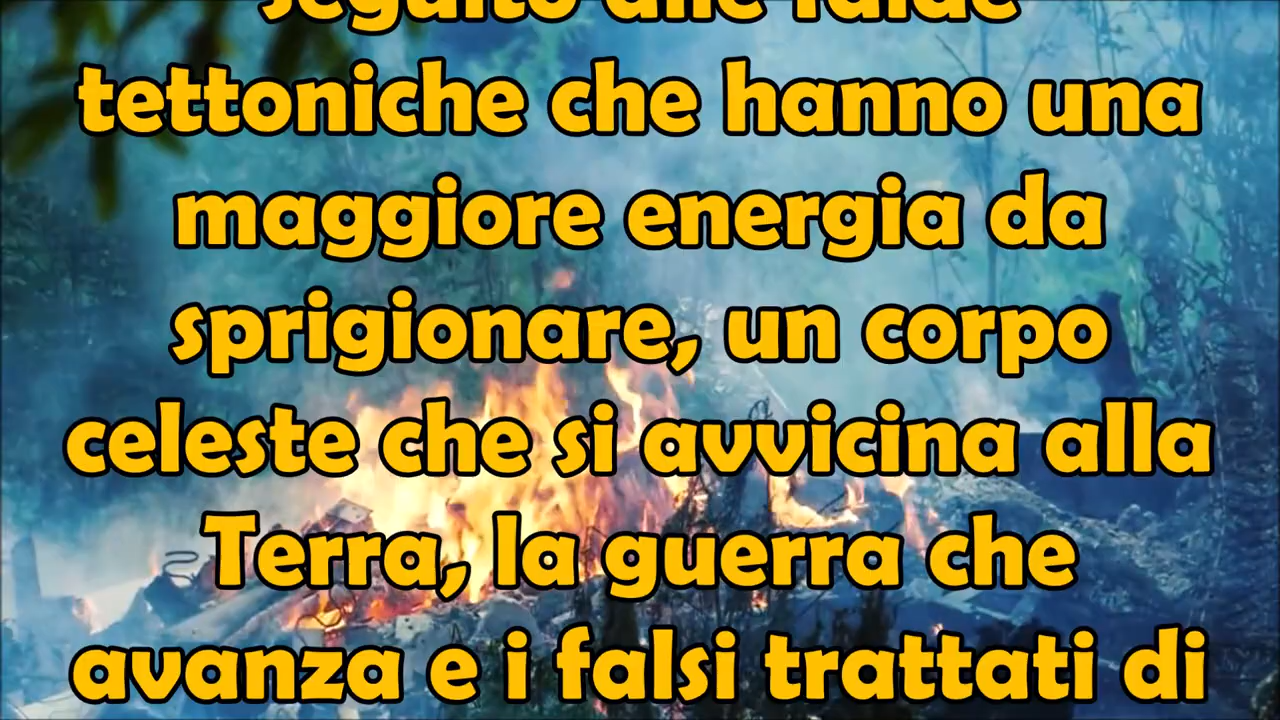 seguito alle falde
tettoniche che hanno una
maggiore energia da
sprigionare, un corpo
celeste che si avvicina alla
Terra, la guerra che
avanza e i falsi trattati di